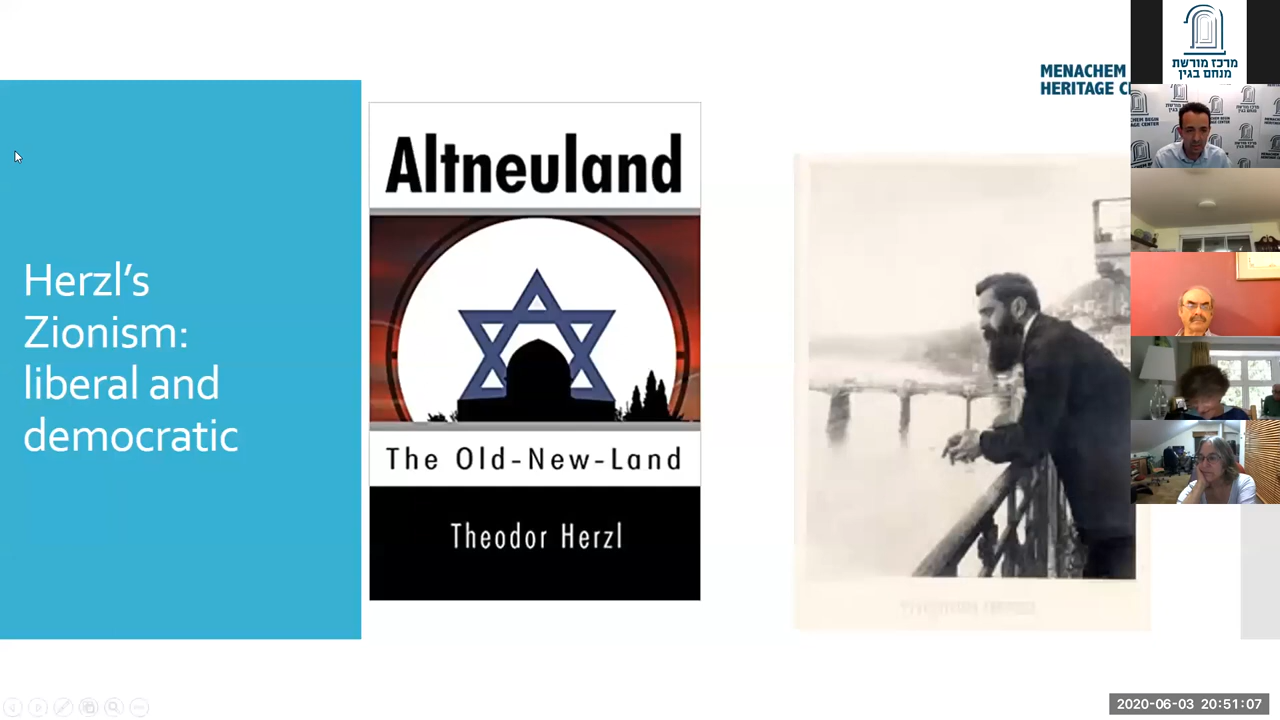 Herzl’s
Zionism:
liberal and
democratic
Altneuland
The Old-New-Land
Theodor Herzl
MENACHEM
HERITAGE
מרכז מורשת
מנחם בגין
2020-06-03 20:51:07